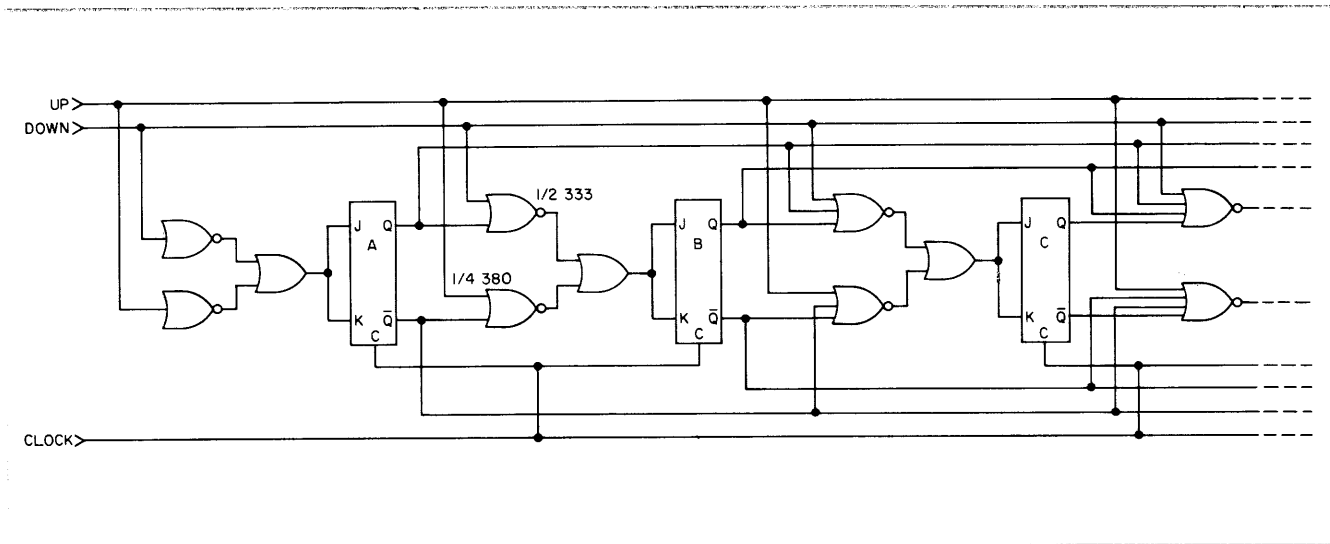 UP
DOWN
1/2 333
J Q
A
K Q̅
C
1/4 380
J Q
B
K Q̅
C
J Q
C
K Q̅
C
CLOCK